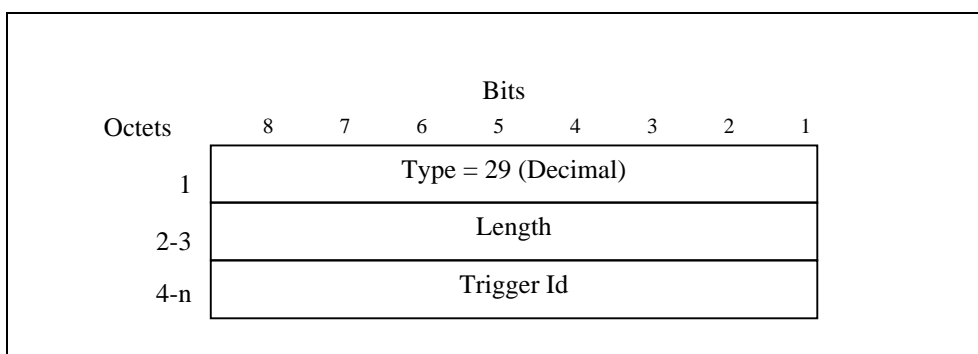 Bits
Octets 8 7 6 5 4 3 2 1
1 Type = 29 (Decimal)
2-3 Length
4-n Trigger Id